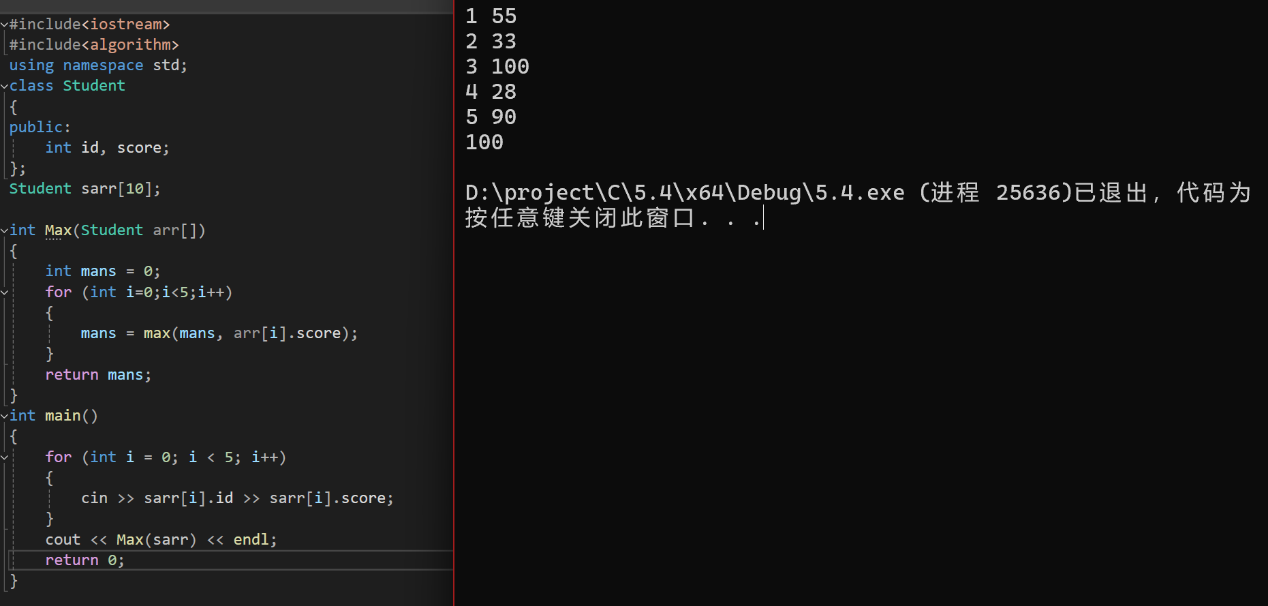 #include<iostream>
#include<algorithm>
using namespace std;
class Student
{
public:
    int id, score;
};
Student sarr[10];

int Max(Student arr[])
{
    int mans = 0;
    for (int i=0;i<5;i++)
    {
        mans = max(mans, arr[i].score);
    }
    return mans;
}
int main()
{
    for (int i = 0; i < 5; i++)
    {
        cin >> sarr[i].id >> sarr[i].score;
    }
    cout << Max(sarr) << endl;
    return 0;
}
1 55
2 33
3 100
4 28
5 90
100

D:\project\C\5.4\x64\Debug\5.4.exe (进程 25636)已退出，代码为
按任意键关闭此窗口. . .